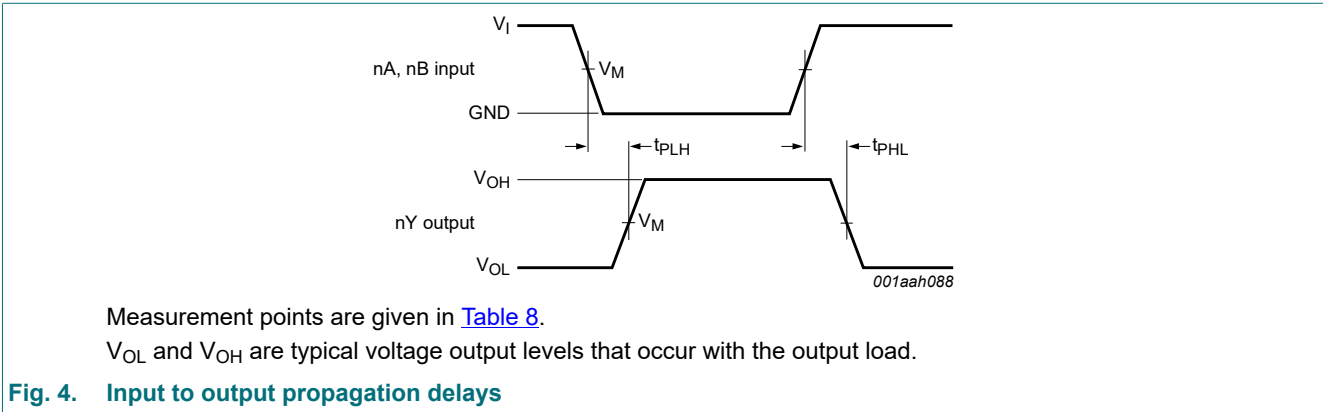 VI
nA, nB input
VM
GND
tPLH
tPHL
VOH
nY output
VM
VOL
001aah088
Measurement points are given in Table 8.
VOL and VOH are typical voltage output levels that occur with the output load.
Fig. 4. Input to output propagation delays